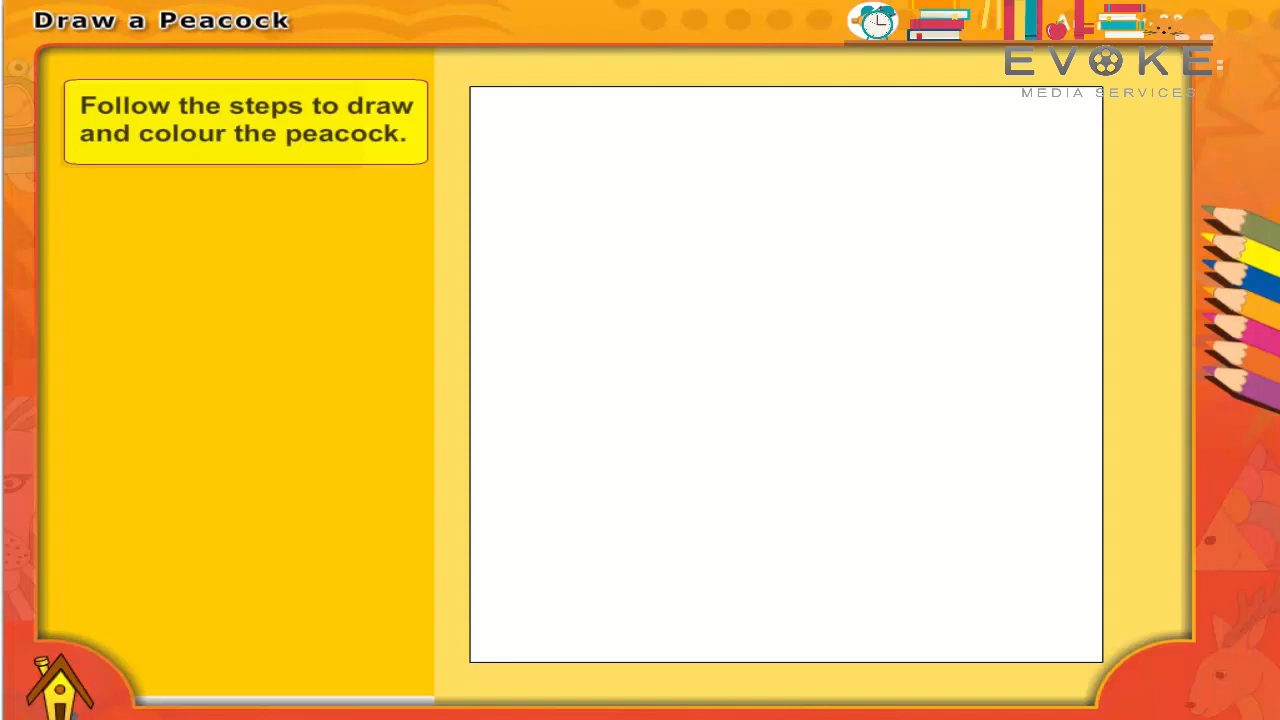 Draw a Peacock
EVOKE
MEDIA SERVICES
Follow the steps to draw
and colour the peacock.